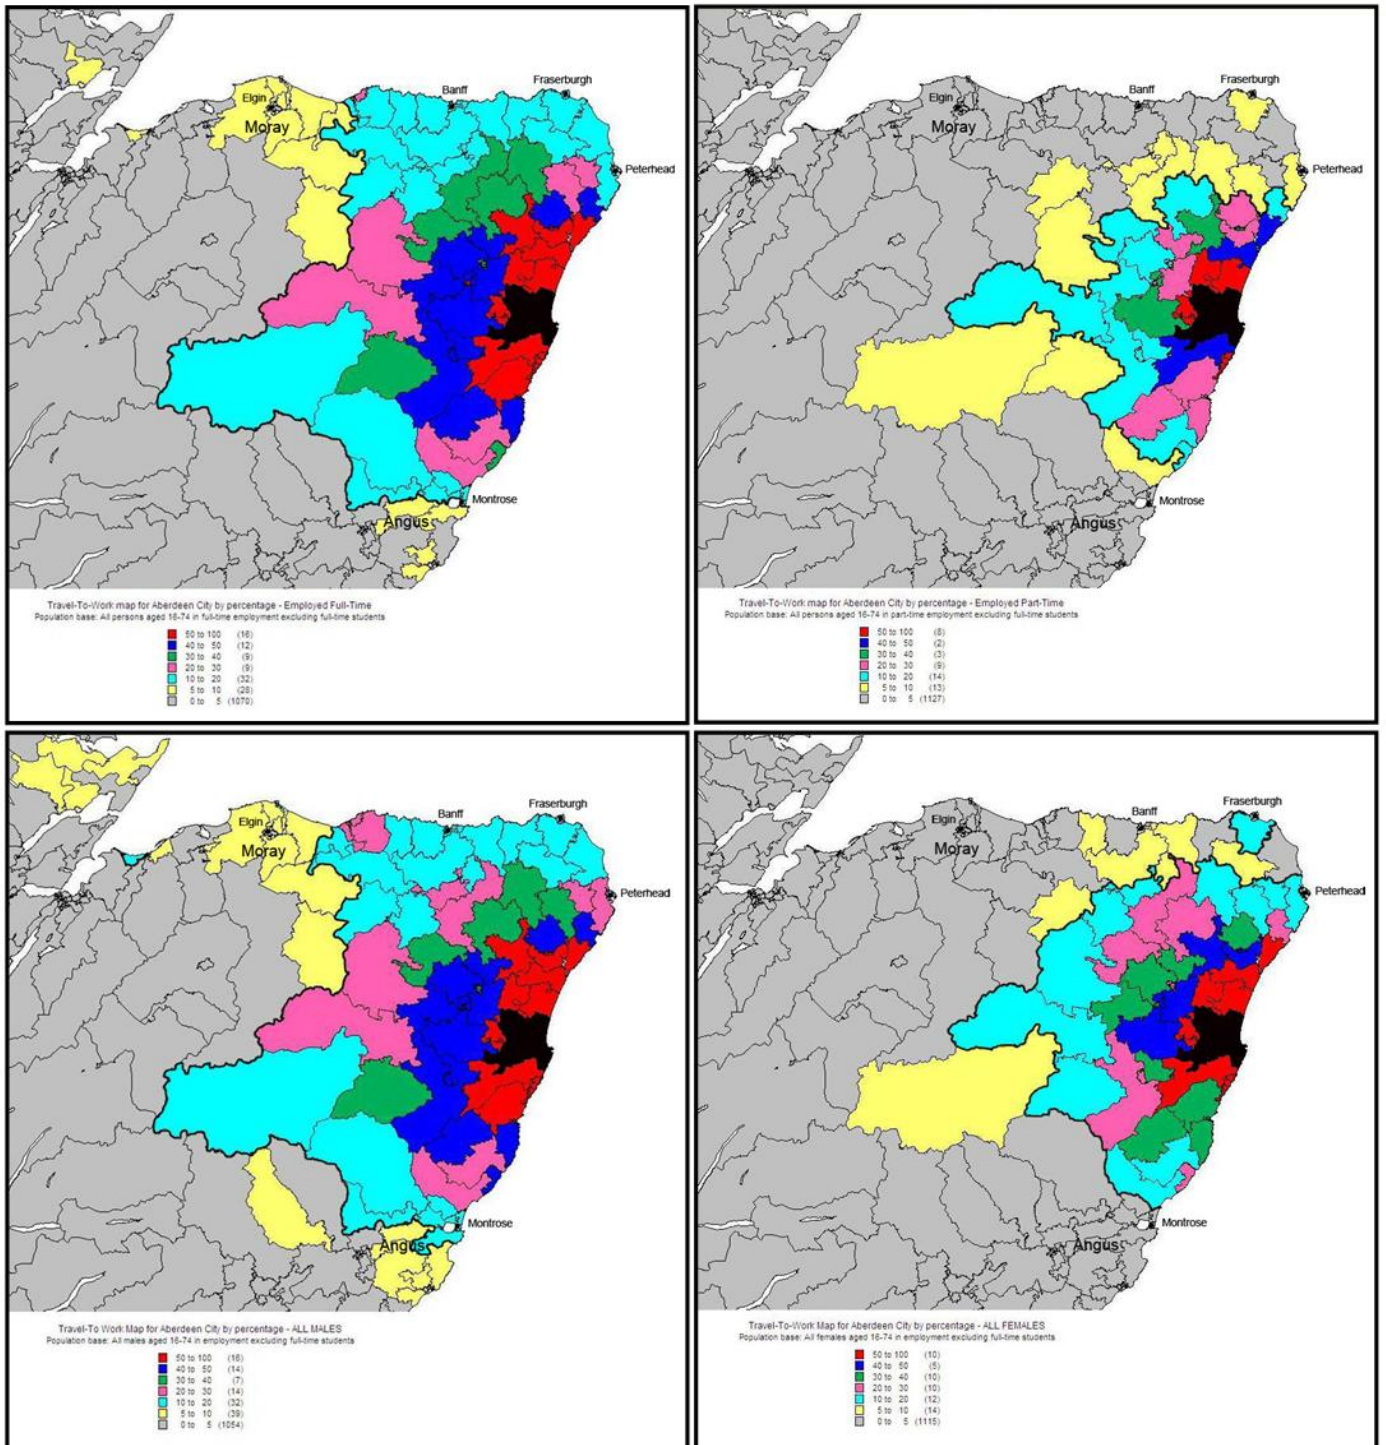 Fraserburgh
Banff
Elgin
Moray
Peterhead
Montrose
Angus
Travel-To-Work map for Aberdeen City by percentage - Employed Full-Time
Population base: All persons aged 16-74 in full-time employment excluding full-time students
50 to 100 (16)
40 to 50 (12)
30 to 40 (9)
20 to 30 (9)
10 to 20 (32)
5 to 10 (28)
0 to 5 (1070)
Fraserburgh
Banff
Elgin
Moray
Peterhead
Montrose
Angus
Travel-To-Work map for Aberdeen City by percentage - Employed Part-Time
Population base: All persons aged 16-74 in part-time employment excluding full-time students
50 to 100 (8)
40 to 50 (2)
30 to 40 (3)
20 to 30 (9)
10 to 20 (14)
5 to 10 (13)
0 to 5 (1127)
Fraserburgh
Banff
Elgin
Moray
Peterhead
Montrose
Angus
Travel-To Work Map for Aberdeen City by percentage - ALL MALES
Population base: All males aged 16-74 in employment excluding full-time students
50 to 100 (16)
40 to 50 (14)
30 to 40 (7)
20 to 30 (14)
10 to 20 (32)
5 to 10 (39)
0 to 5 (1054)
Fraserburgh
Banff
Elgin
Moray
Peterhead
Montrose
Angus
Travel-To Work Map for Aberdeen City by percentage - ALL FEMALES
Population base: All females aged 16-74 in employment excluding full-time students
50 to 100 (10)
40 to 50 (5)
30 to 40 (10)
20 to 30 (10)
10 to 20 (12)
5 to 10 (14)
0 to 5 (1115)